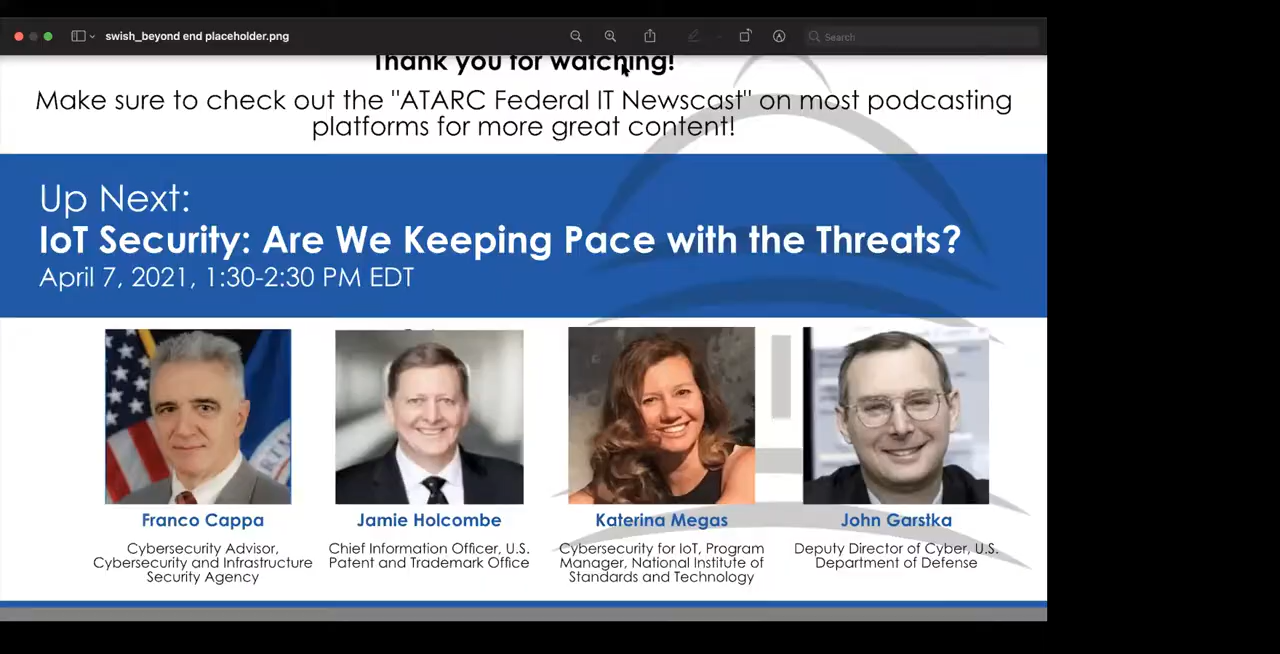 swish_beyond end placeholder.png
Search
Thank you for watching!
Make sure to check out the "ATARC Federal IT Newscast" on most podcasting
platforms for more great content!
Up Next:
IoT Security: Are We Keeping Pace with the Threats?
April 7, 2021, 1:30-2:30 PM EDT
Franco Cappa
Cybersecurity Advisor,
Cybersecurity and Infrastructure
Security Agency
Jamie Holcombe
Chief Information Officer, U.S.
Patent and Trademark Office
Katerina Megas
Cybersecurity for IoT, Program
Manager, National Institute of
Standards and Technology
John Garstka
Deputy Director of Cyber, U.S.
Department of Defense